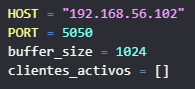 HOST = "192.168.56.102"
PORT = 5050
buffer_size = 1024
clientes_activos = []